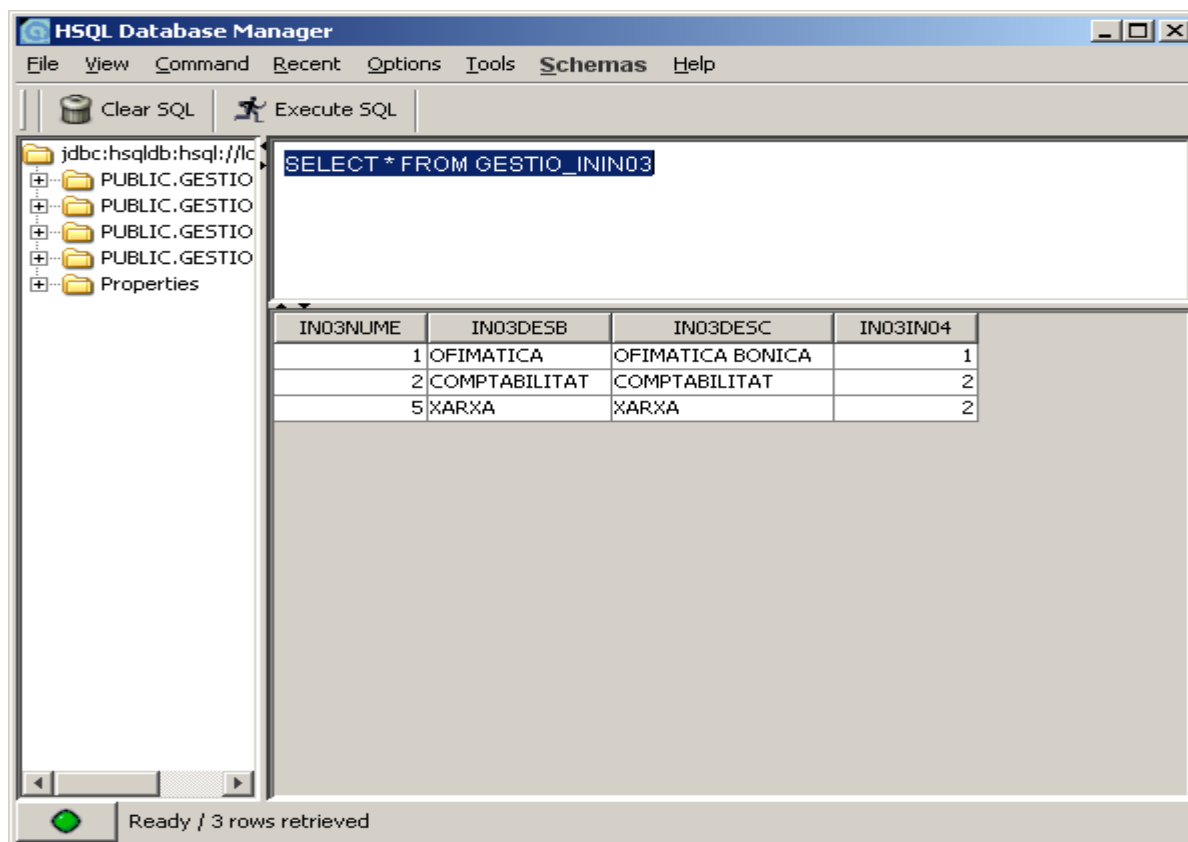 HSQL Database Manager
File View Command Recent Options Tools Schemas Help
Clear SQL Execute SQL
jdbc:hsqldb:hsql://lc
PUBLIC.GESTIO
PUBLIC.GESTIO
PUBLIC.GESTIO
PUBLIC.GESTIO
Properties
SELECT * FROM GESTIO_ININ03
IN03NUME IN03DESB IN03DESC IN03IN04
1 OFIMATICA OFIMATICA BONICA 1
2 COMPTABILITAT COMPTABILITAT 2
5 XARXA XARXA 2
Ready / 3 rows retrieved